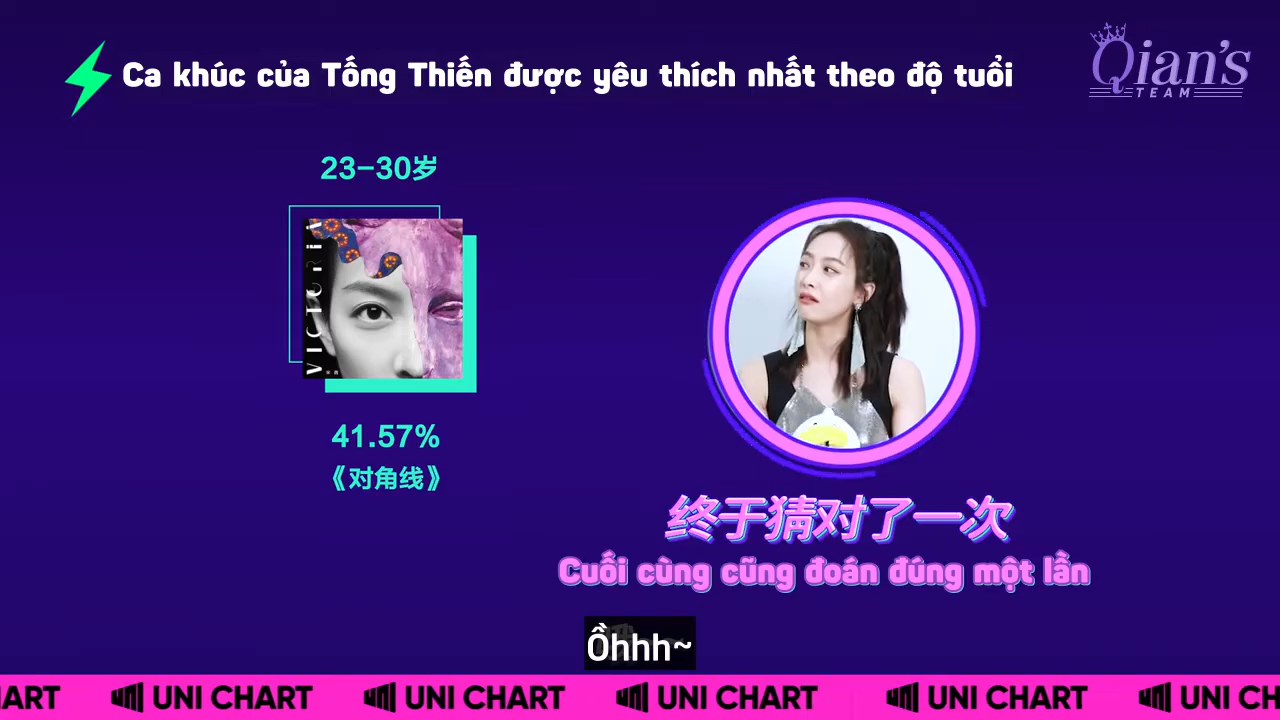 Ca khúc của Tống Thiến được yêu thích nhất theo độ tuổi
Qian's
TEAM
23-30岁
VICTORIA
41.57%
《对角线》
终于猜对了一次
Cuối cùng cũng đoán đúng một lần
Ồhhh~
ART UNI CHART UNI CHART UNI CHART UNI CHART UNI CH